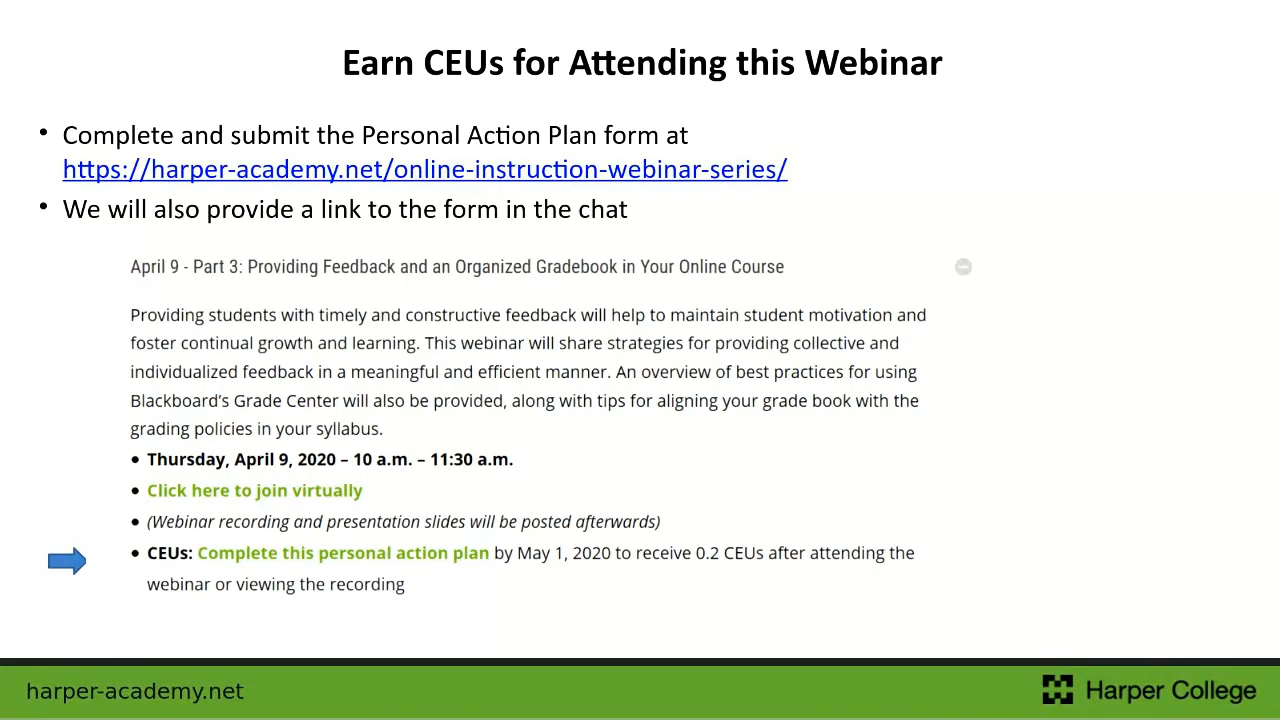 Earn CEUs for Attending this Webinar
• Complete and submit the Personal Action Plan form at
https://harper-academy.net/online-instruction-webinar-series/
• We will also provide a link to the form in the chat
April 9 - Part 3: Providing Feedback and an Organized Gradebook in Your Online Course
Providing students with timely and constructive feedback will help to maintain student motivation and
foster continual growth and learning. This webinar will share strategies for providing collective and
individualized feedback in a meaningful and efficient manner. An overview of best practices for using
Blackboard’s Grade Center will also be provided, along with tips for aligning your grade book with the
grading policies in your syllabus.
• Thursday, April 9, 2020 – 10 a.m. – 11:30 a.m.
• Click here to join virtually
• (Webinar recording and presentation slides will be posted afterwards)
• CEUs: Complete this personal action plan by May 1, 2020 to receive 0.2 CEUs after attending the
webinar or viewing the recording
harper-academy.net
Harper College